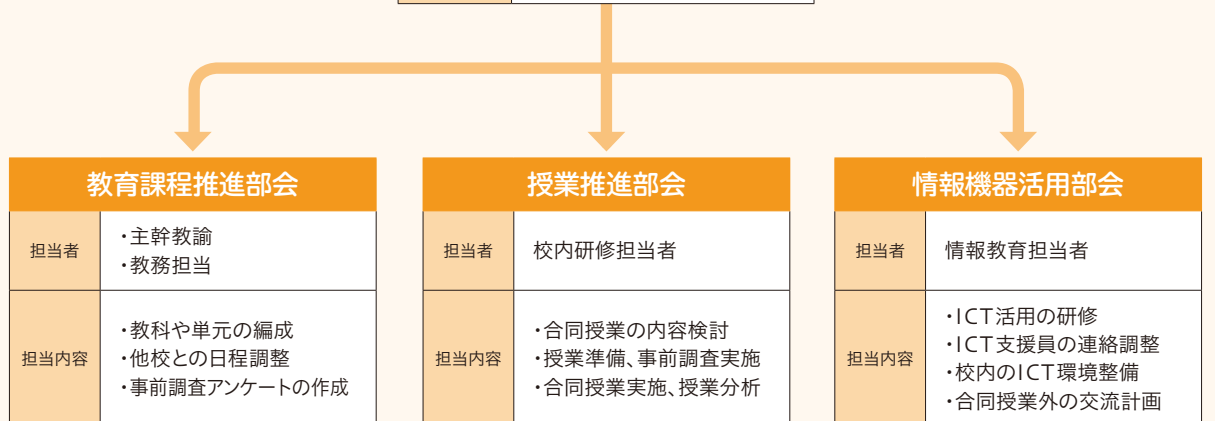 教育課程推進部会
担当者
・主幹教諭
・教務担当
担当内容
・教科や単元の編成
・他校との日程調整
・事前調査アンケートの作成
授業推進部会
担当者
校内研修担当者
担当内容
・合同授業の内容検討
・授業準備、事前調査実施
・合同授業実施、授業分析
情報機器活用部会
担当者
情報教育担当者
担当内容
・ICT活用の研修
・ICT支援員の連絡調整
・校内のICT環境整備
・合同授業外の交流計画